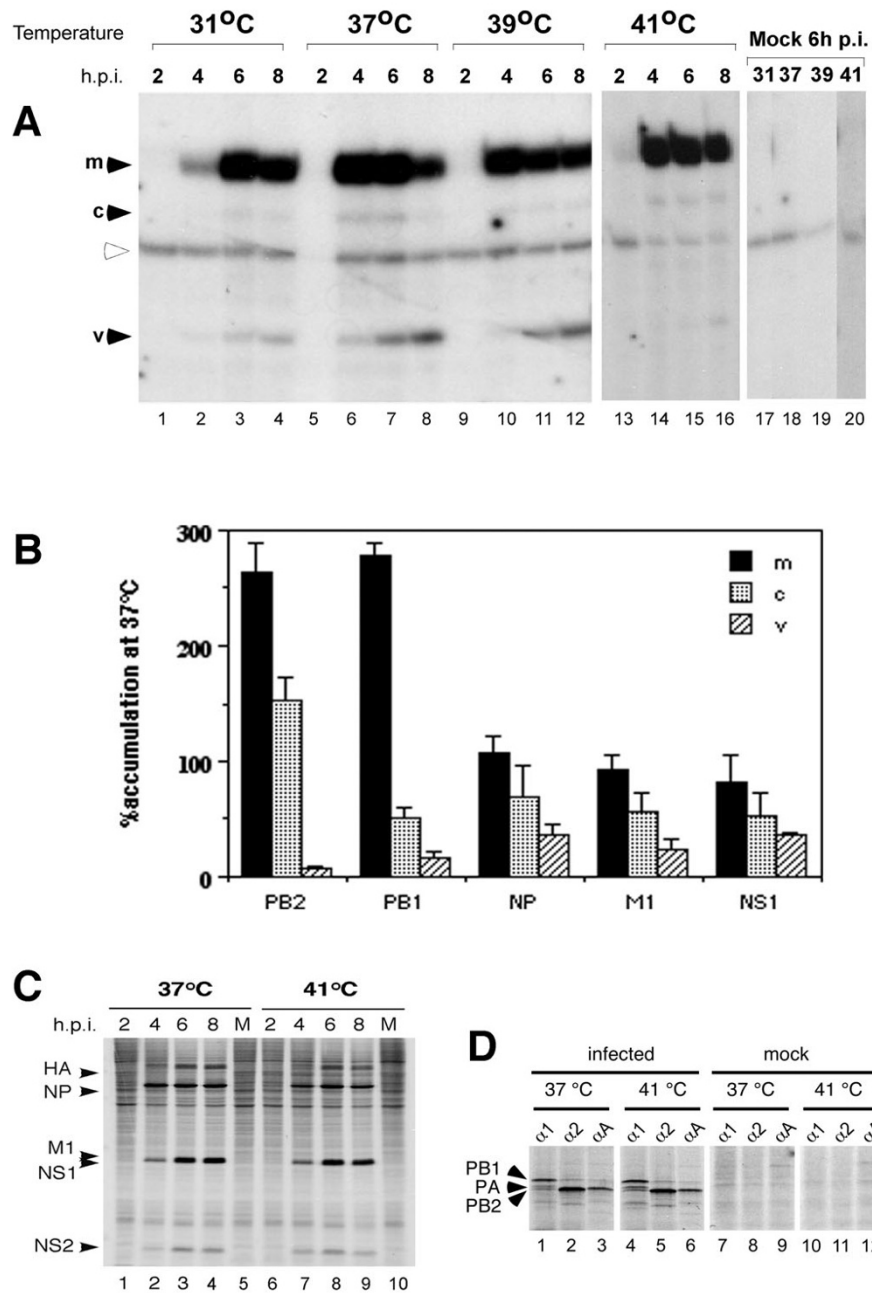 Temperature 31°C 37°C 39°C 41°C Mock 6h p.i.
h.p.i. 2 4 6 8 2 4 6 8 2 4 6 8 2 4 6 8 31 37 39 41
A
m
c
v
1 2 3 4 5 6 7 8 9 10 11 12 13 14 15 16 17 18 19 20
B
%accumulation at 37°C
300
200
100
0
m
c
v
PB2 PB1 NP M1 NS1
C
37°C 41°C
h.p.i. 2 4 6 8 M 2 4 6 8 M
HA
NP
M1
NS1
NS2
1 2 3 4 5 6 7 8 9 10
D
infected mock
37 °C 41 °C 37 °C 41 °C
α1 α2 αA α1 α2 αA α1 α2 αA α1 α2
PB1
PA
PB2
1 2 3 4 5 6 7 8 9 10 11 12